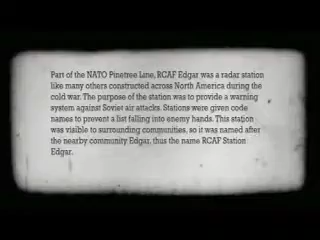 Part of the NATO Pinetree Line, RCAF Edgar was a radar station
like many others constructed across North America during the
cold war. The purpose of the station was to provide a warning
system against Soviet air attacks. Stations were given code
names to prevent a list falling into enemy hands. This station
was visible to surrounding communities, so it was named after
the nearby community Edgar, thus the name RCAF Station
Edgar.